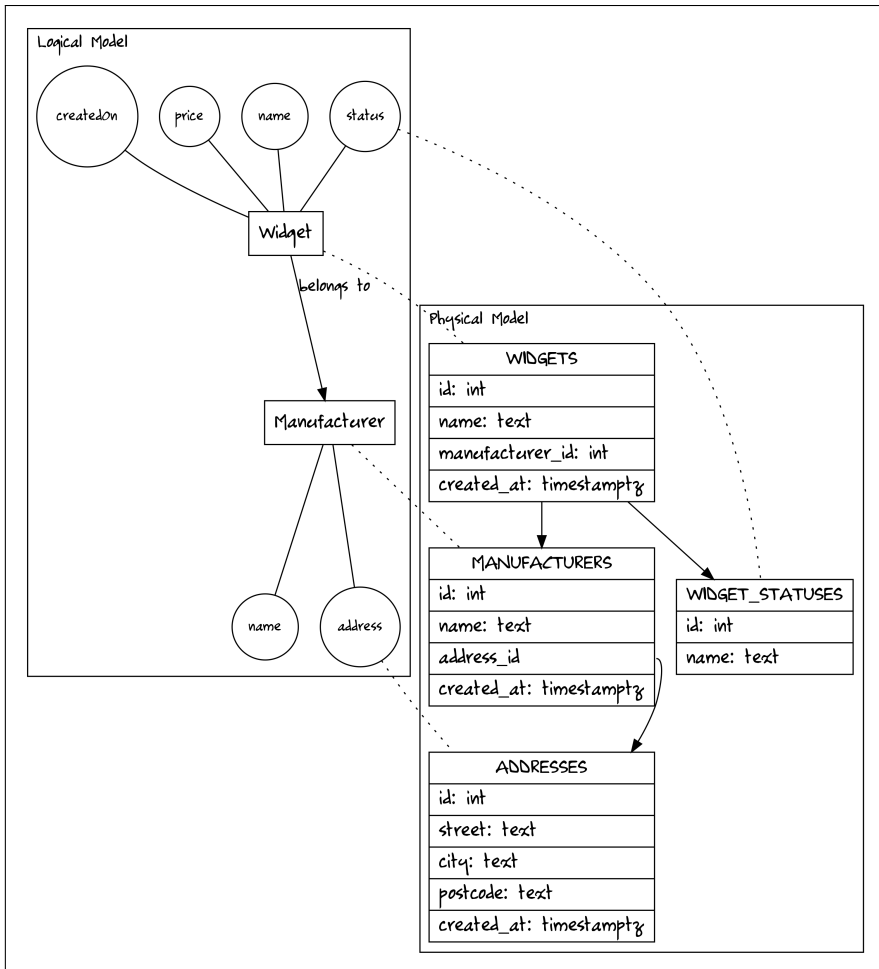 Logical Model
createdOn
price
name
status
Widget
belongs to
Manufacturer
name
address
Physical Model
WIDGETS
id: int
name: text
manufacturer_id: int
created_at: timestamptz
MANUFACTURERS
id: int
name: text
address_id
created_at: timestamptz
WIDGET_STATUSES
id: int
name: text
ADDRESSES
id: int
street: text
city: text
postcode: text
created_at: timestamptz